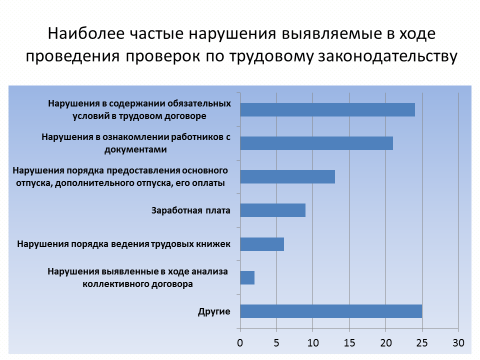 Наиболее частые нарушения выявляемые в ходе
проведения проверок по трудовому законодательству
Нарушения в содержании обязательных
условий в трудовом договоре
Нарушения в ознакомлении работников с
документами
Нарушения порядка предоставления основного
отпуска, дополнительного отпуска, его оплаты
Заработная плата
Нарушения порядка ведения трудовых книжек
Нарушения выявленные в ходе анализа
коллективного договора
Другие
0 5 10 15 20 25 30